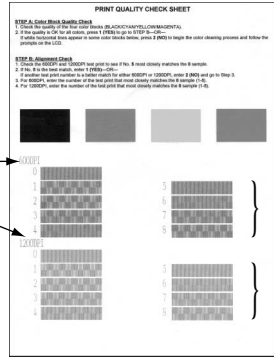 PRINT QUALITY CHECK SHEET
STEP A: Color Block Quality Check
1. Check the quality of the four color blocks (BLACK/CYAN/YELLOW/MAGENTA).
2. If the quality is OK for all colors, press 1 (YES) to go to STEP B—OR—
If white horizontal lines appear in some color blocks below, press 2 (NO) to begin the color cleaning process and follow the
prompts on the LCD.
STEP B: Alignment Check
1. Check the 600DPI and 1200DPI test print to see if No. 5 most closely matches the 0 sample.
2. If No. 5 is the best match, enter 1 (YES)—OR—
If another test print number is a better match for either 600DPI or 1200DPI, enter 2 (NO) and go to Step 3.
3. For 600DPI, enter the number of the test print that most closely matches the 0 sample (1-8).
4. For 1200DPI, enter the number of the test print that most closely matches the 0 sample (1-8).
600DPI
0
1 5
2 6
3 7
4 8
1200DPI
0
1 5
2 6
3 7
4 8